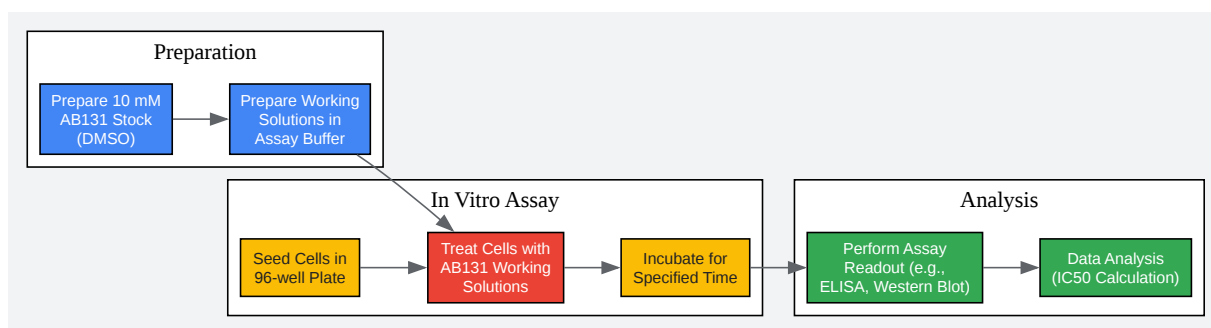 Preparation
Prepare 10 mM
AB131 Stock
(DMSO)
Prepare Working
Solutions in
Assay Buffer
In Vitro Assay
Seed Cells in
96-well Plate
Treat Cells with
AB131 Working
Solutions
Incubate for
Specified Time
Analysis
Perform Assay
Readout (e.g.,
ELISA, Western Blot)
Data Analysis
(IC50 Calculation)